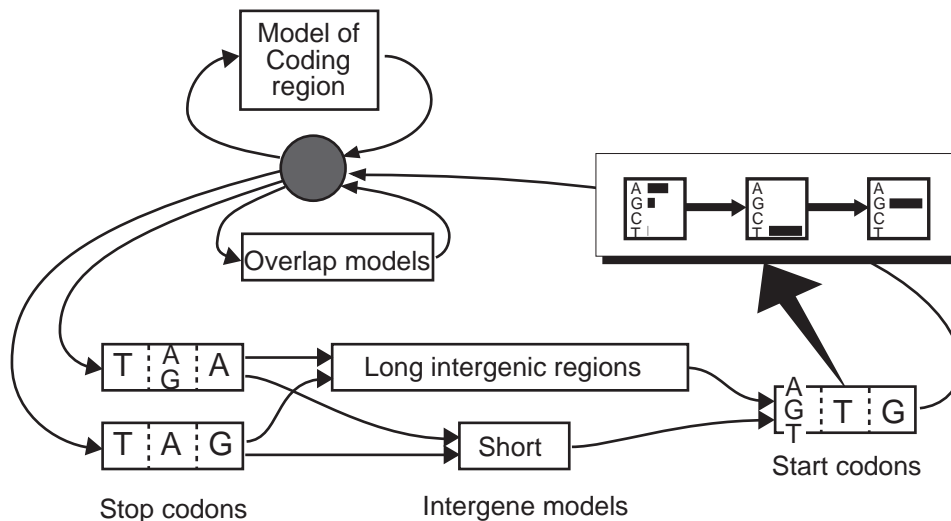 Model of
Coding
region
A
G
C
T
A
G
C
T
A
G
C
T
Overlap models
T A G A
Long intergenic regions
A G T T G
T A G
Short
Start codons
Stop codons
Intergene models